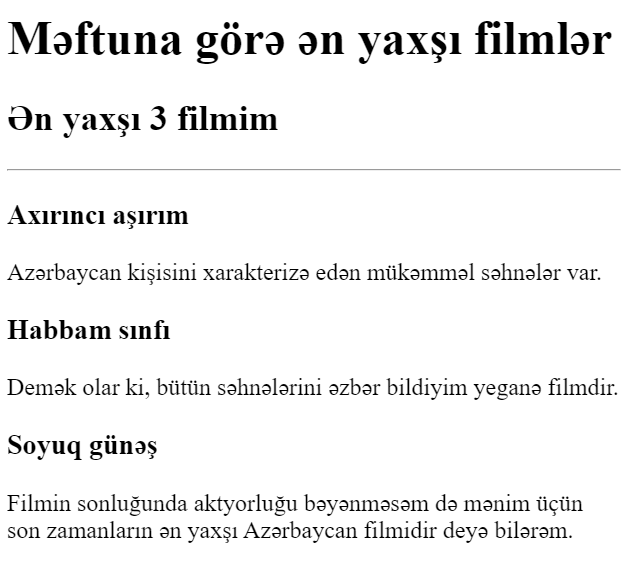 Məftuna görə ən yaxşı filmlər
Ən yaxşı 3 filmim
Axırıncı aşırım
Azərbaycan kişisini xarakterizə edən mükəmməl səhnələr var.
Habbam sınfı
Demək olar ki, bütün səhnələrini əzbər bildiyim yeganə filmdir.
Soyuq günəş
Filmin sonluğunda aktyorluğu bəyənməsəm də mənim üçün
son zamanların ən yaxşı Azərbaycan filmidir deyə bilərəm.